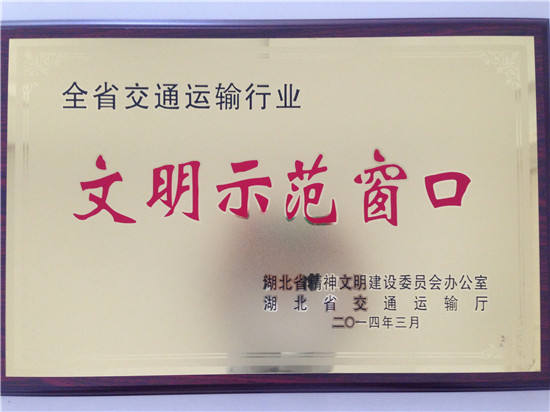 全省交通运输行业
文明示范窗口
湖北省精神文明建设委员会办公室
湖北省交通运输厅
二〇一四年三月